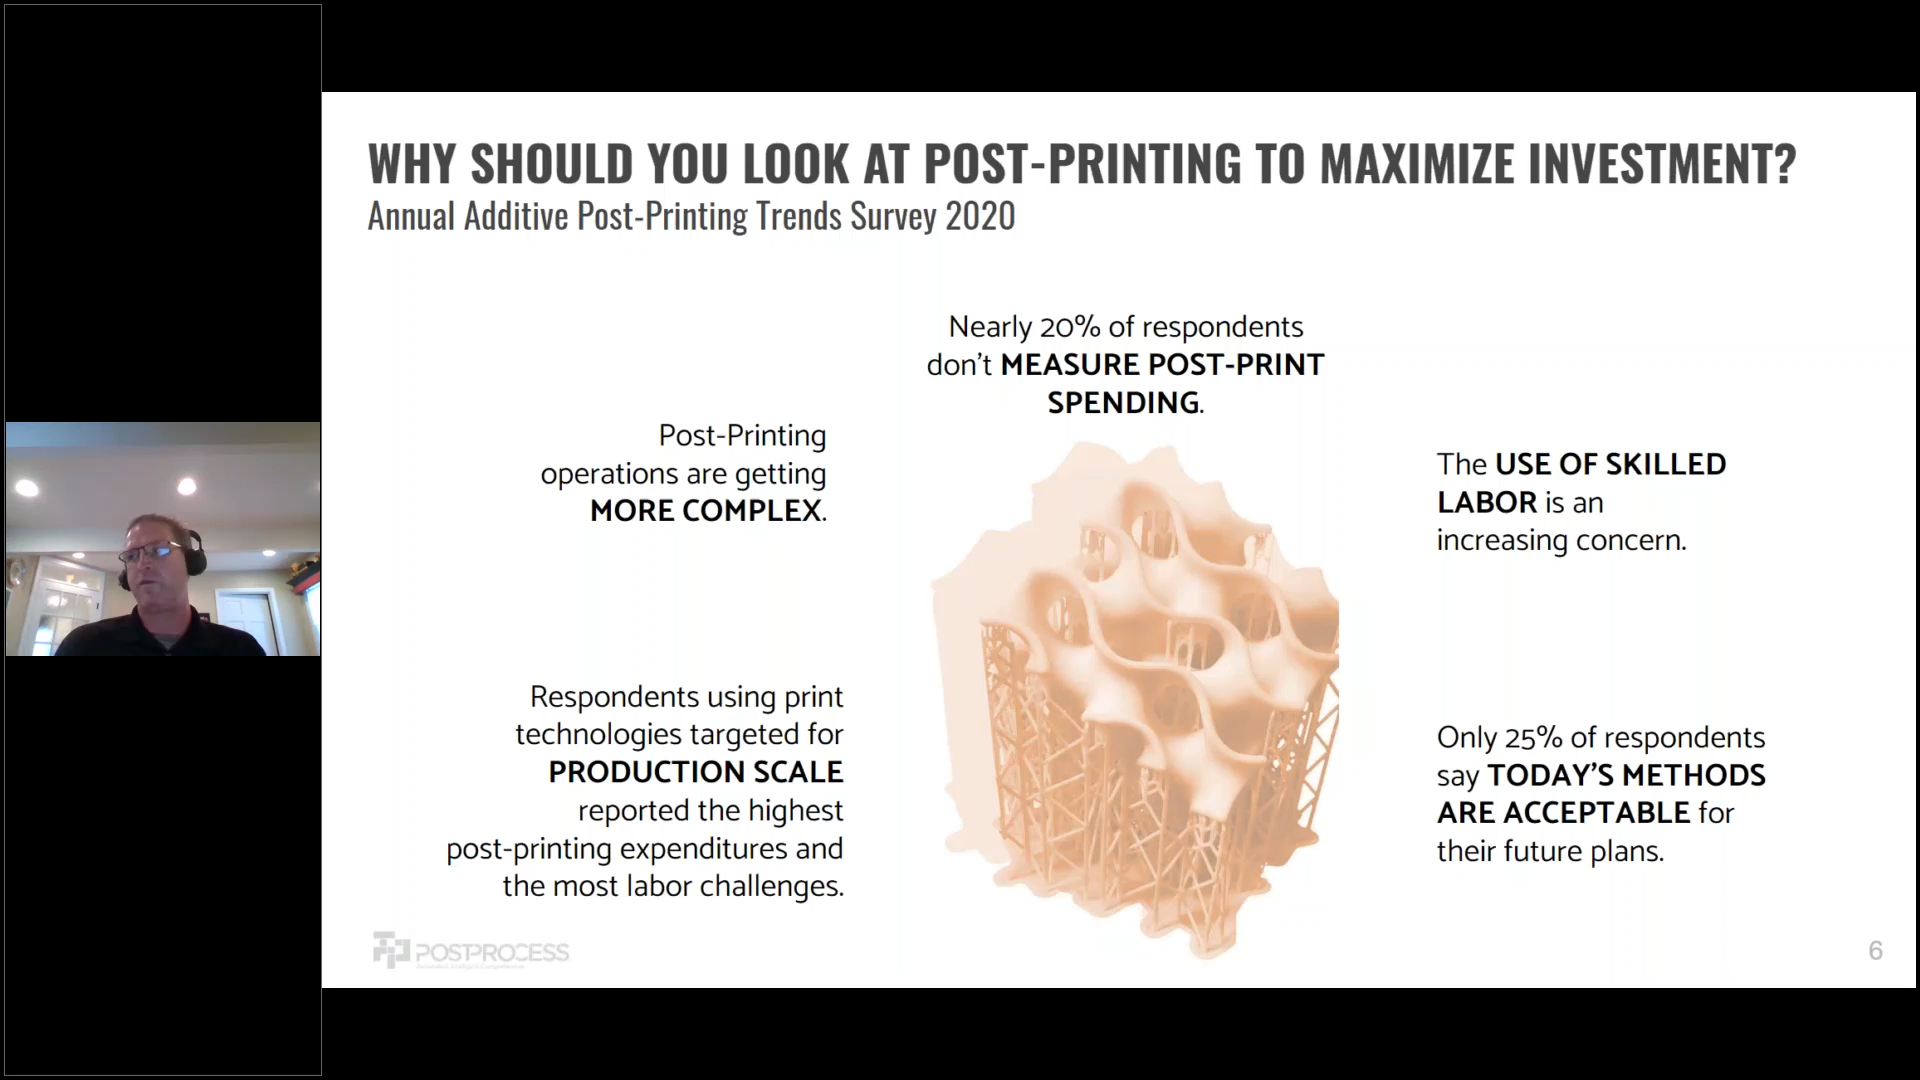 WHY SHOULD YOU LOOK AT POST-PRINTING TO MAXIMIZE INVESTMENT?
Annual Additive Post-Printing Trends Survey 2020
Nearly 20% of respondents
don't MEASURE POST-PRINT
SPENDING.
Post-Printing
operations are getting
MORE COMPLEX.
The USE OF SKILLED
LABOR is an
increasing concern.
Respondents using print
technologies targeted for
PRODUCTION SCALE
reported the highest
post-printing expenditures and
the most labor challenges.
Only 25% of respondents
say TODAY'S METHODS
ARE ACCEPTABLE for
their future plans.
POSTPROCESS
6